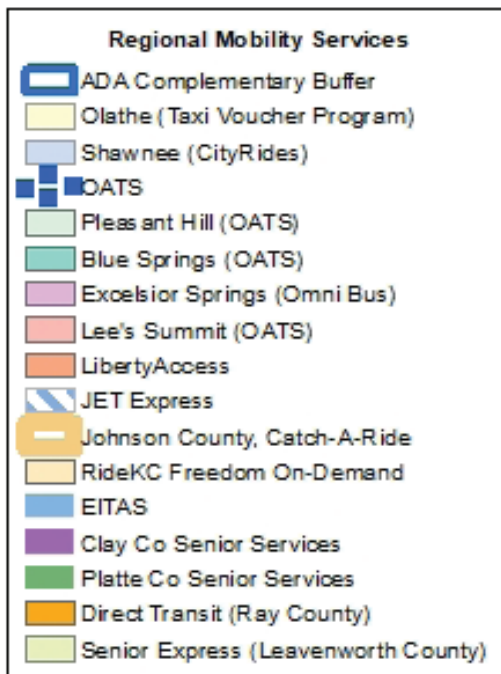 Regional Mobility Services
ADA Complementary Buffer
Olathe (Taxi Voucher Program)
Shawnee (CityRides)
OATS
Pleasant Hill (OATS)
Blue Springs (OATS)
Excelsior Springs (Omni Bus)
Lee's Summit (OATS)
LibertyAccess
JET Express
Johnson County, Catch-A-Ride
RideKC Freedom On-Demand
EITAS
Clay Co Senior Services
Platte Co Senior Services
Direct Transit (Ray County)
Senior Express (Leavenworth County)